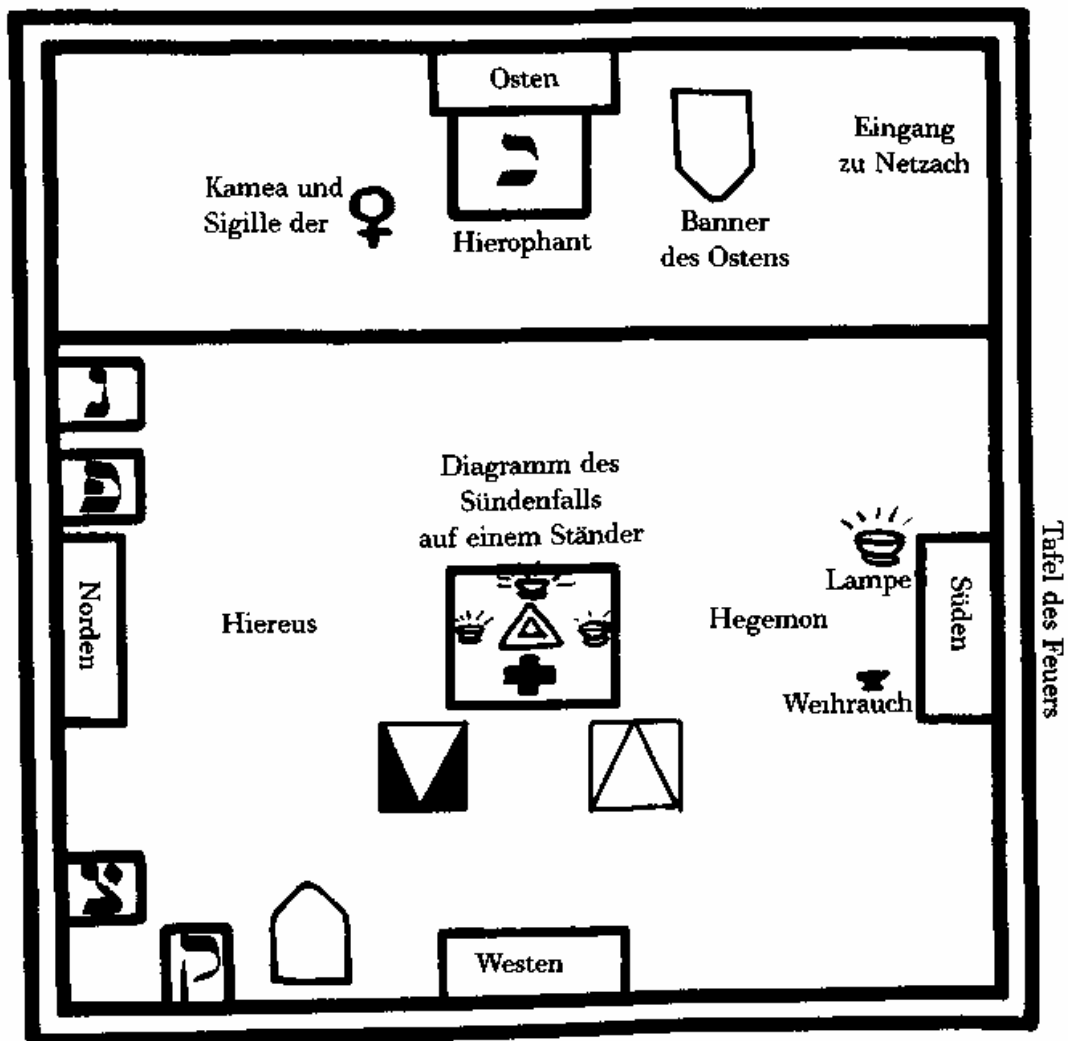 Osten
כ
Hierophant
Kamea und
Sigille der ♀
Banner
des Ostens
Eingang
zu Netzach
נ
Diagramm des
Sündenfalls
auf einem Ständer
Norden
Hiereus
Hegemon
Lampe
Weihrauch
Süden
Tafel des Feuers
צ
ק
Westen